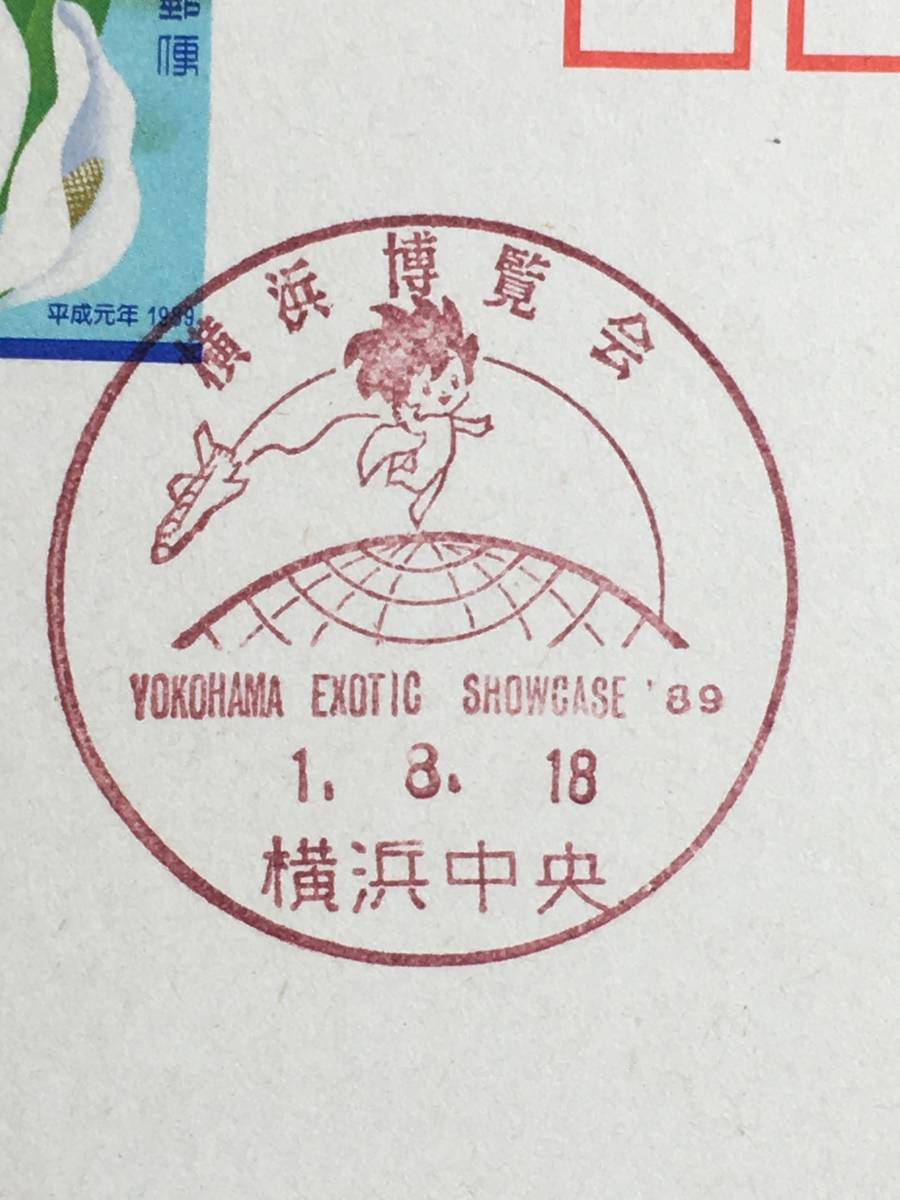 郵便
平成元年 1989
横浜博覧会
YOKOHAMA EXOTIC SHOWCASE '89
1. 8. 18
横浜中央